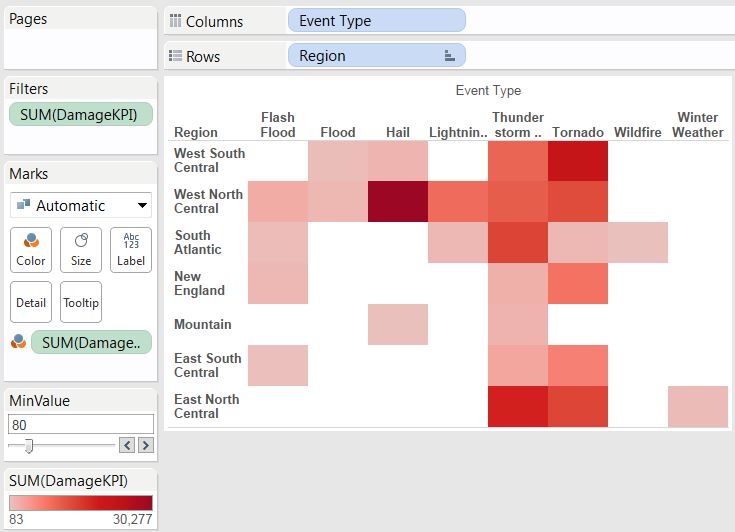 Pages
Columns
Event Type
Rows
Region
Filters
SUM(DamageKPI)
Marks
Automatic
Color
Size
Abc
123
Label
Detail
Tooltip
SUM(Damage..
MinValue
80
SUM(DamageKPI)
83
30,277
Event Type
Region
Flash
Flood
Flood
Hail
Lightnin..
Thunder
storm ..
Tornado
Wildfire
Winter
Weather
West South
Central
West North
Central
South
Atlantic
New
England
Mountain
East South
Central
East North
Central